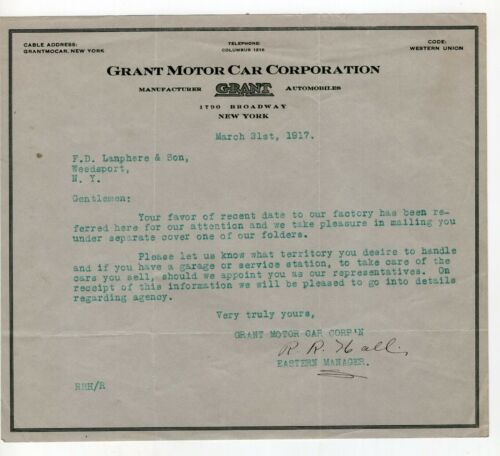 CABLE ADDRESS:
GRANTMOCAR, NEW YORK
TELEPHONE:
COLUMBUS 1216
CODE:
WESTERN UNION
GRANT MOTOR CAR CORPORATION
MANUFACTURER GRANT AUTOMOBILES
1790 BROADWAY
NEW YORK
March 31st, 1917.
F.D. Lanphere & Son,
Weedsport,
N. Y.
Gentlemen:
Your favor of recent date to our factory has been re-
ferred here for our attention and we take pleasure in mailing you
under separate cover one of our folders.
Please let us know what territory you desire to handle
and if you have a garage or service station, to take care of the
cars you sell, should we appoint you as our representatives. On
receipt of this information we will be pleased to go into details
regarding agency.
Very truly yours,
GRANT MOTOR CAR CORP'N
R. R. Hall.
EASTERN MANAGER.
RRH/R